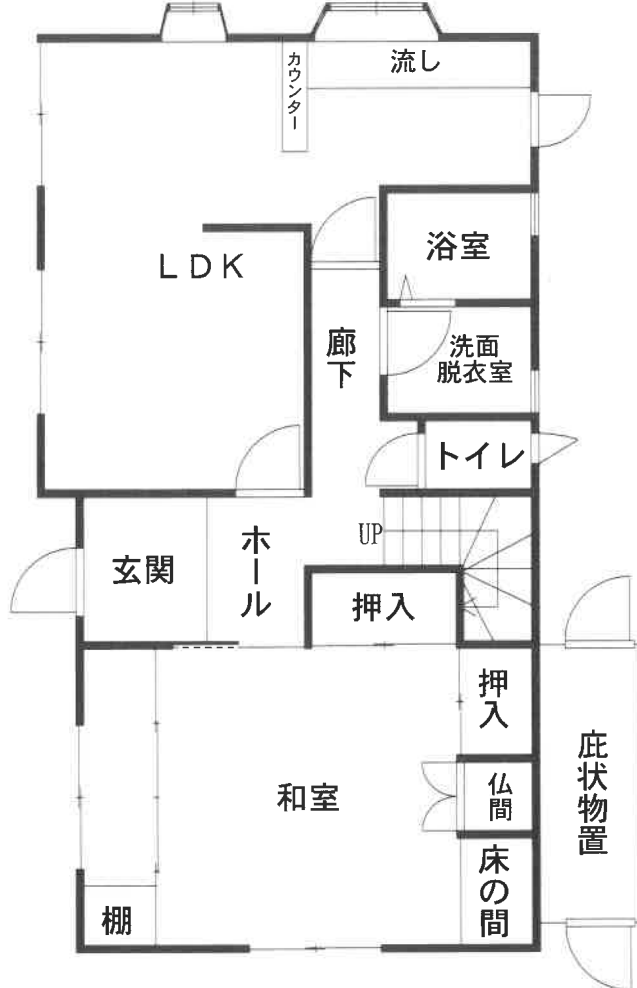 流し
カウンター
浴室
LDK
廊下
洗面
脱衣室
トイレ
UP
玄関
ホール
押入
押入
仏間
和室
庇状物置
床の間
棚